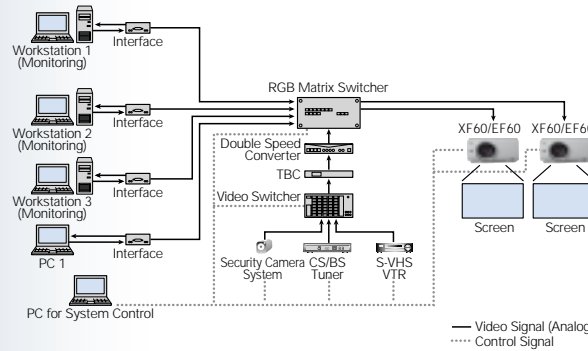 Workstation 1
(Monitoring)
Interface
Workstation 2
(Monitoring)
Interface
Workstation 3
(Monitoring)
Interface
PC 1
Interface
PC for System Control
RGB Matrix Switcher
Double Speed
Converter
TBC
Video Switcher
Security Camera
System
CS/BS
Tuner
S-VHS
VTR
XF60/EF60
XF60/EF60
Screen
Screen
Video Signal (Analog
Control Signal